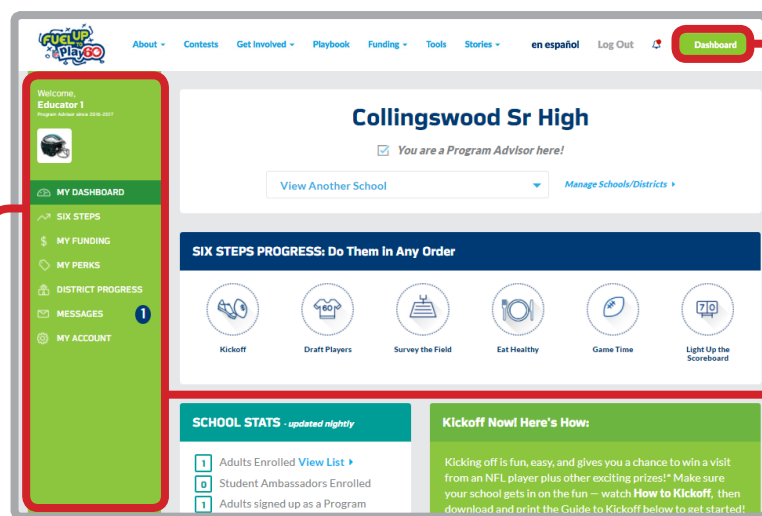 FUEL UP
TO
Play 60
About
Contests
Get Involved
Playbook
Funding
Tools
Stories
en español
Log Out
Dashboard
Welcome,
Educator 1
Program Advisor since 2016-2017
MY DASHBOARD
SIX STEPS
MY FUNDING
MY PERKS
DISTRICT PROGRESS
MESSAGES 1
MY ACCOUNT
Collingswood Sr High
You are a Program Advisor here!
View Another School
Manage Schools/Districts
SIX STEPS PROGRESS: Do Them in Any Order
60
70
Kickoff
Draft Players
Survey the Field
Eat Healthy
Game Time
Light Up the
Scoreboard
SCHOOL STATS - updated nightly
1 Adults Enrolled View List
0 Student Ambassadors Enrolled
1 Adults signed up as a Program
Kickoff Now! Here's How:
Kicking off is fun, easy, and gives you a chance to win a visit
from an NFL player plus other exciting prizes!* Make sure
your school gets in on the fun — watch How to Kickoff, then
download and print the Guide to Kickoff below to get started!